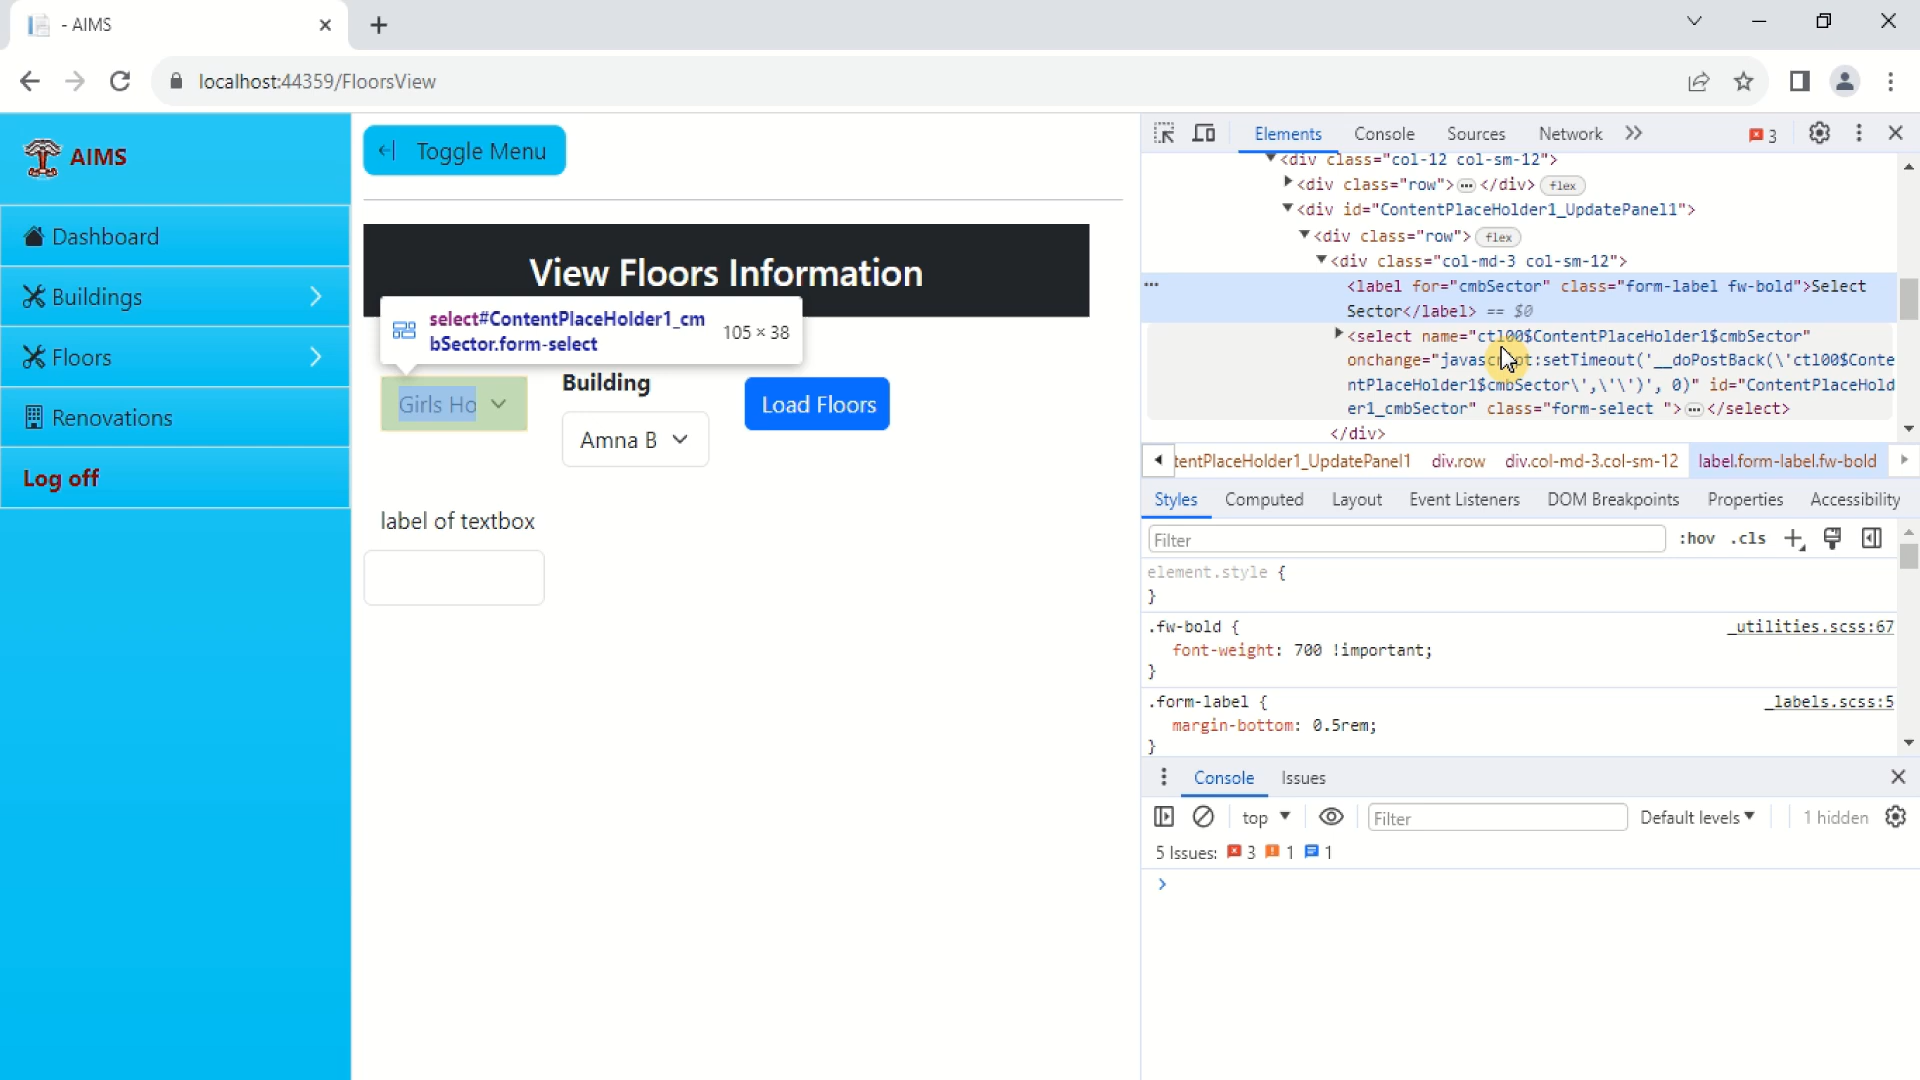 - AIMS
localhost:44359/FloorsView
AIMS
Dashboard
Buildings
Floors
Renovations
Log off
Toggle Menu
View Floors Information
select#ContentPlaceHolder1_cm
bSector.form-select
105 × 38
Girls Ho
Building
Amna B
Load Floors
label of textbox
Elements Console Sources Network 3
<div class="col-12 col-sm-12">
<div class="row"> ⋯ </div> flex
<div id="ContentPlaceHolder1_UpdatePanel1">
<div class="row"> flex
<div class="col-md-3 col-sm-12">
<label for="cmbSector" class="form-label fw-bold">Select
Sector</label> == $0
<select name="ctl00$ContentPlaceHolder1$cmbSector"
onchange="javascript:setTimeout('__doPostBack(\'ctl00$Conte
ntPlaceHolder1$cmbSector\',\'\')', 0)" id="ContentPlaceHold
er1_cmbSector" class="form-select "> ⋯ </select>
</div>
tentPlaceHolder1_UpdatePanel1 div.row div.col-md-3.col-sm-12 label.form-label.fw-bold
Styles Computed Layout Event Listeners DOM Breakpoints Properties Accessibility
Filter :hov .cls
element.style {
}
.fw-bold { _utilities.scss:67
font-weight: 700 !important;
}
.form-label { _labels.scss:5
margin-bottom: 0.5rem;
}
Console Issues
top Filter Default levels 1 hidden
5 Issues: 3 1 1